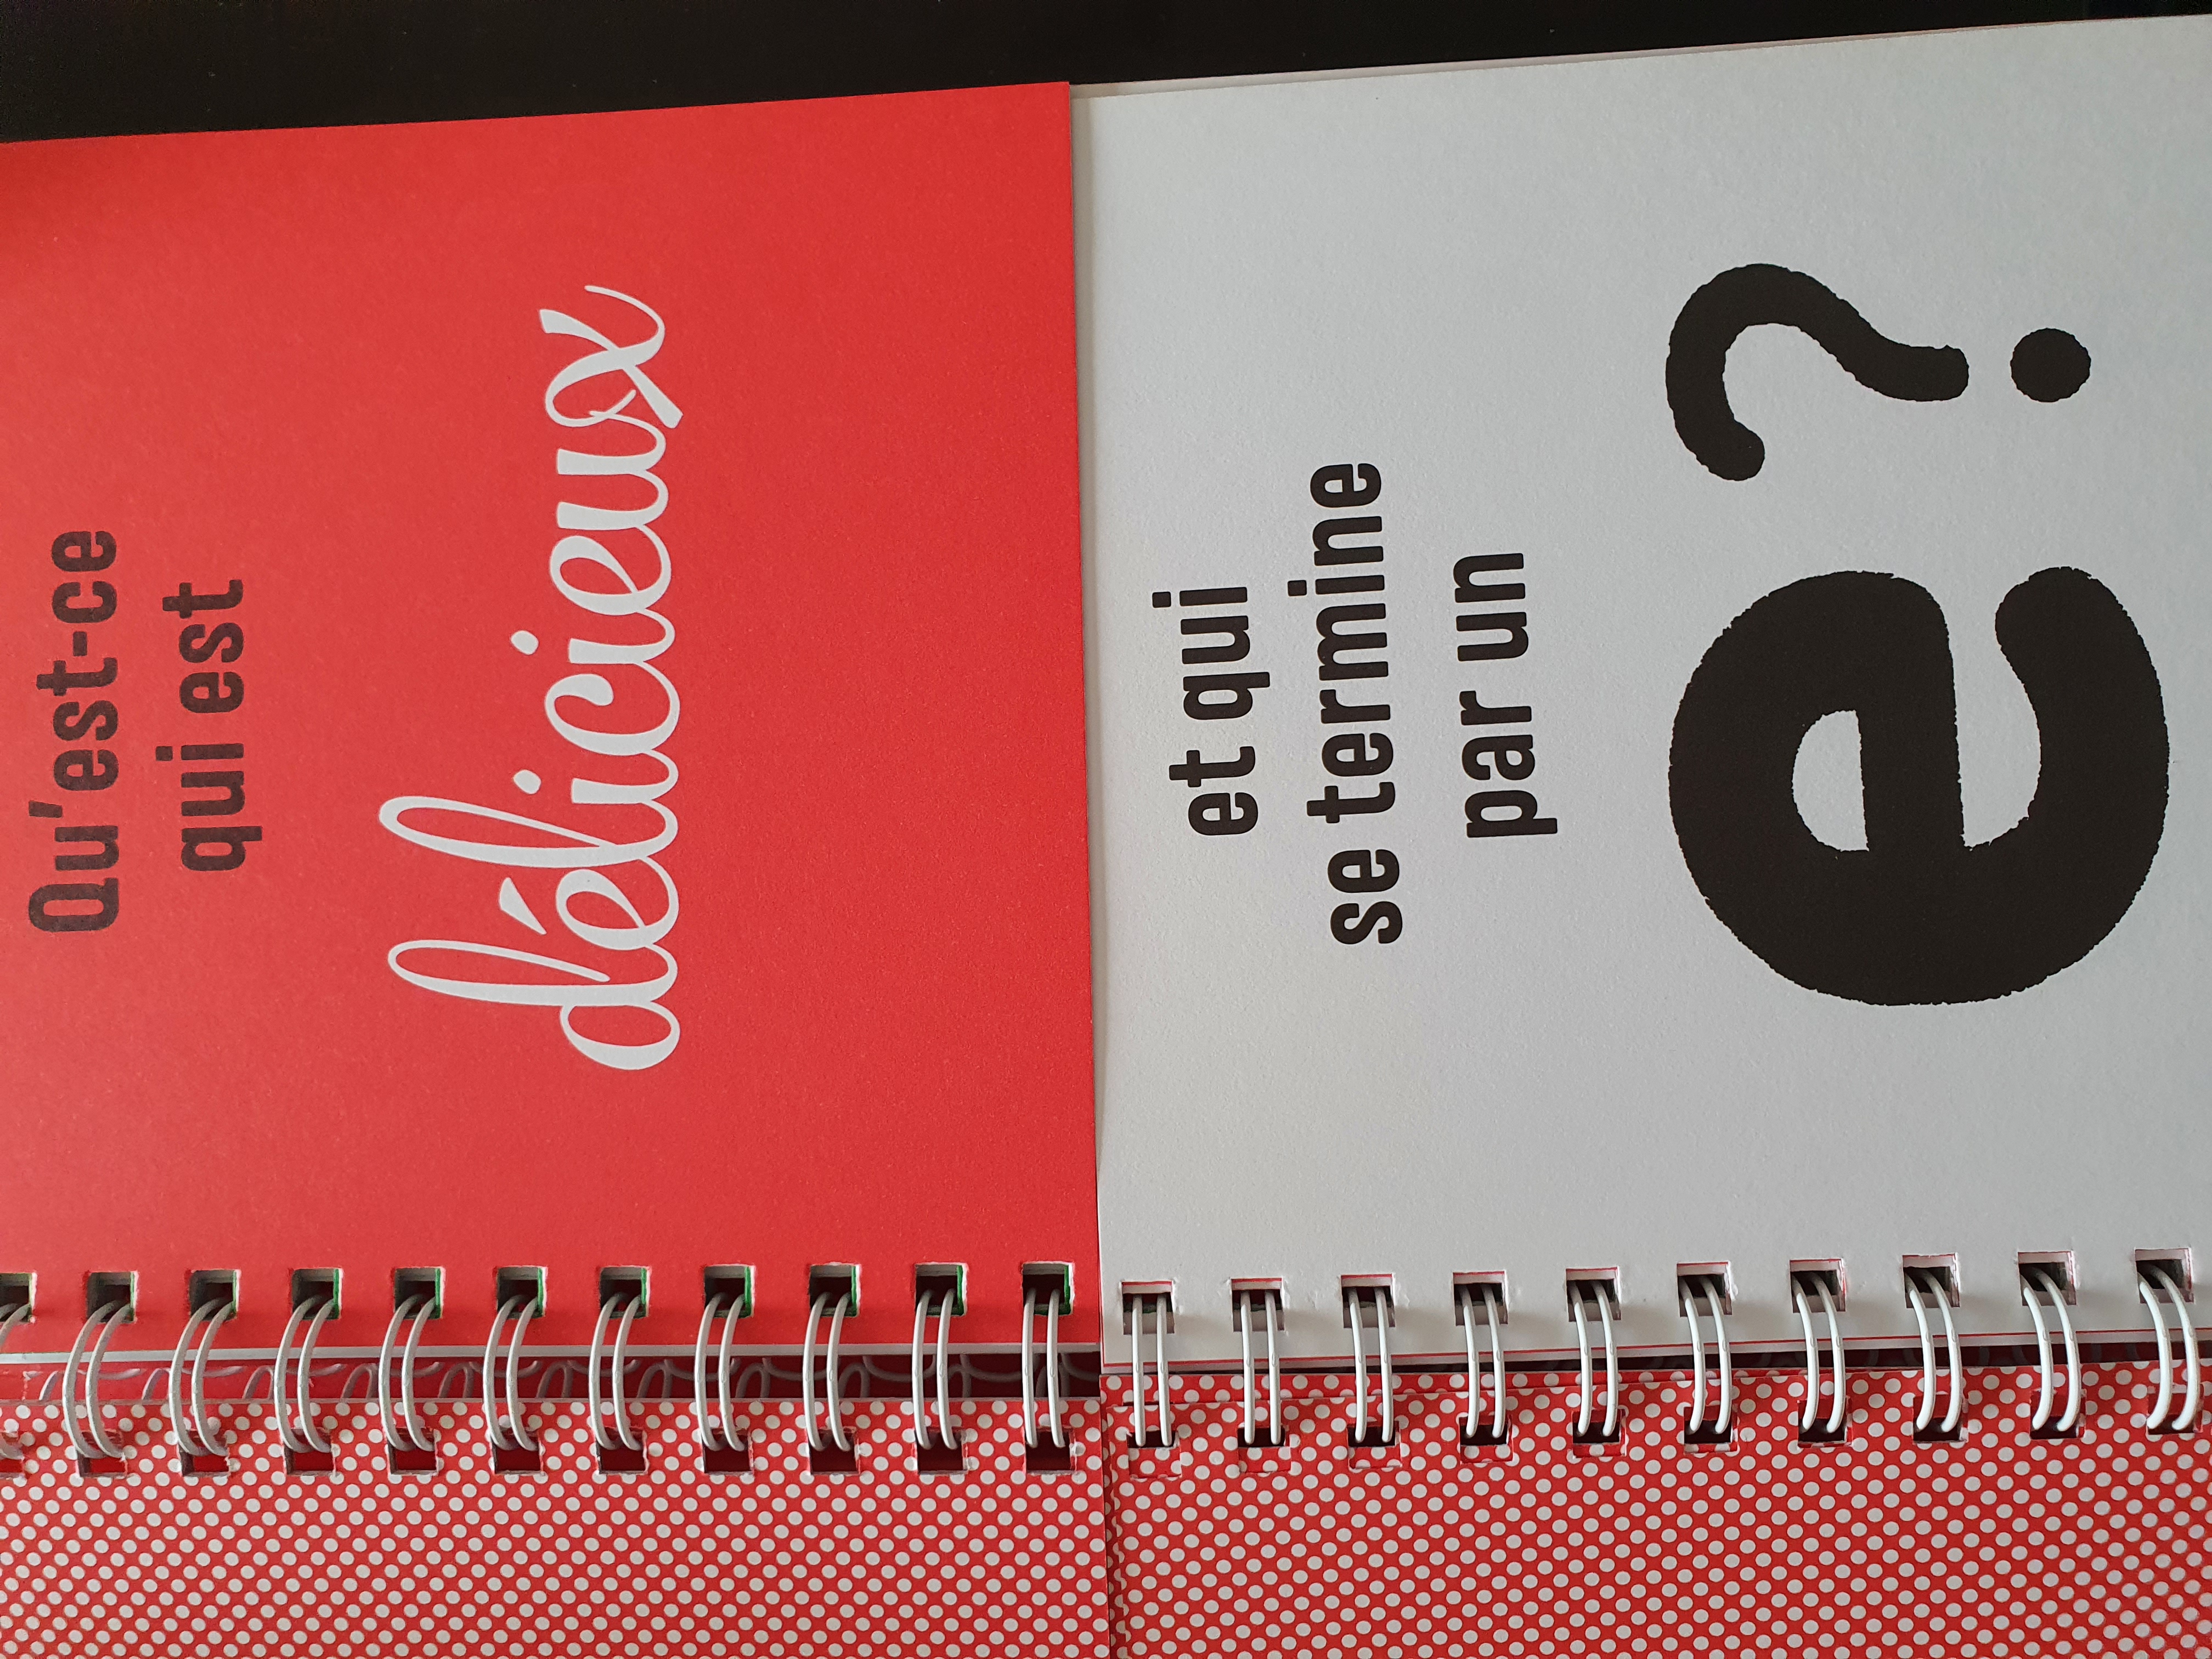 Qu'est-ce
qui est
délicieux
et qui
se termine
par un
e?